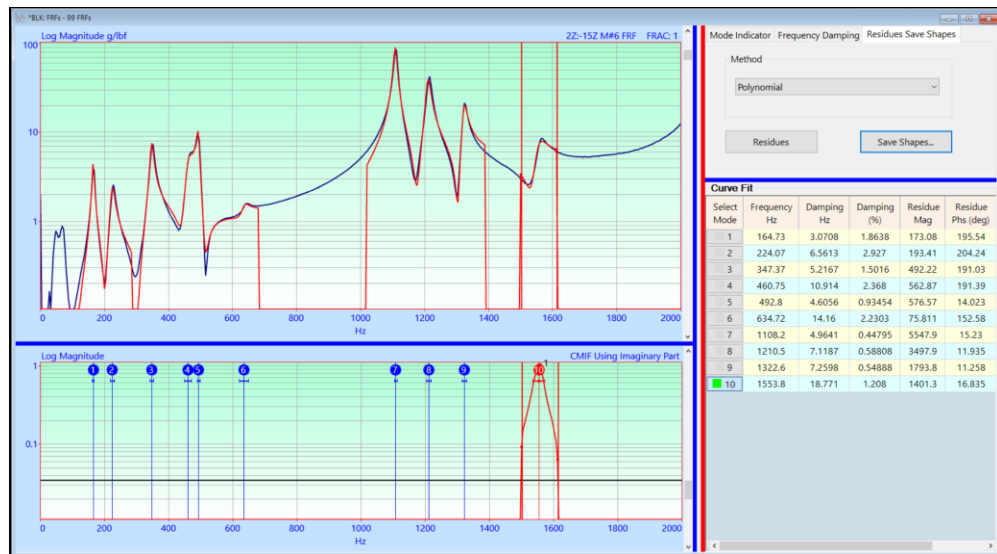 *BLK: FRFs - 99 FRFs
Log Magnitude g/lbf 2Z:-15Z M#6 FRF FRAC: 1
100
10
1
0 200 400 600 800 1000 1200 1400 1600 1800 2000
Hz
Log Magnitude CMIF Using Imaginary Part
1
0.1
1 2 3 4 5 6 7 8 9 10 1
0 200 400 600 800 1000 1200 1400 1600 1800 2000
Hz
Mode Indicator Frequency Damping Residues Save Shapes
Method
Polynomial
Residues Save Shapes...
Curve Fit
Select Mode Frequency Hz Damping Hz Damping (%) Residue Mag Residue Phs (deg)
1 164.73 3.0708 1.8638 173.08 195.54
2 224.07 6.5613 2.927 193.41 204.24
3 347.37 5.2167 1.5016 492.22 191.03
4 460.75 10.914 2.368 562.87 191.39
5 492.8 4.6056 0.93454 576.57 14.023
6 634.72 14.16 2.2303 75.811 152.58
7 1108.2 4.9641 0.44795 5547.9 15.23
8 1210.5 7.1187 0.58808 3497.9 11.935
9 1322.6 7.2598 0.54888 1793.8 11.258
10 1553.8 18.771 1.208 1401.3 16.835